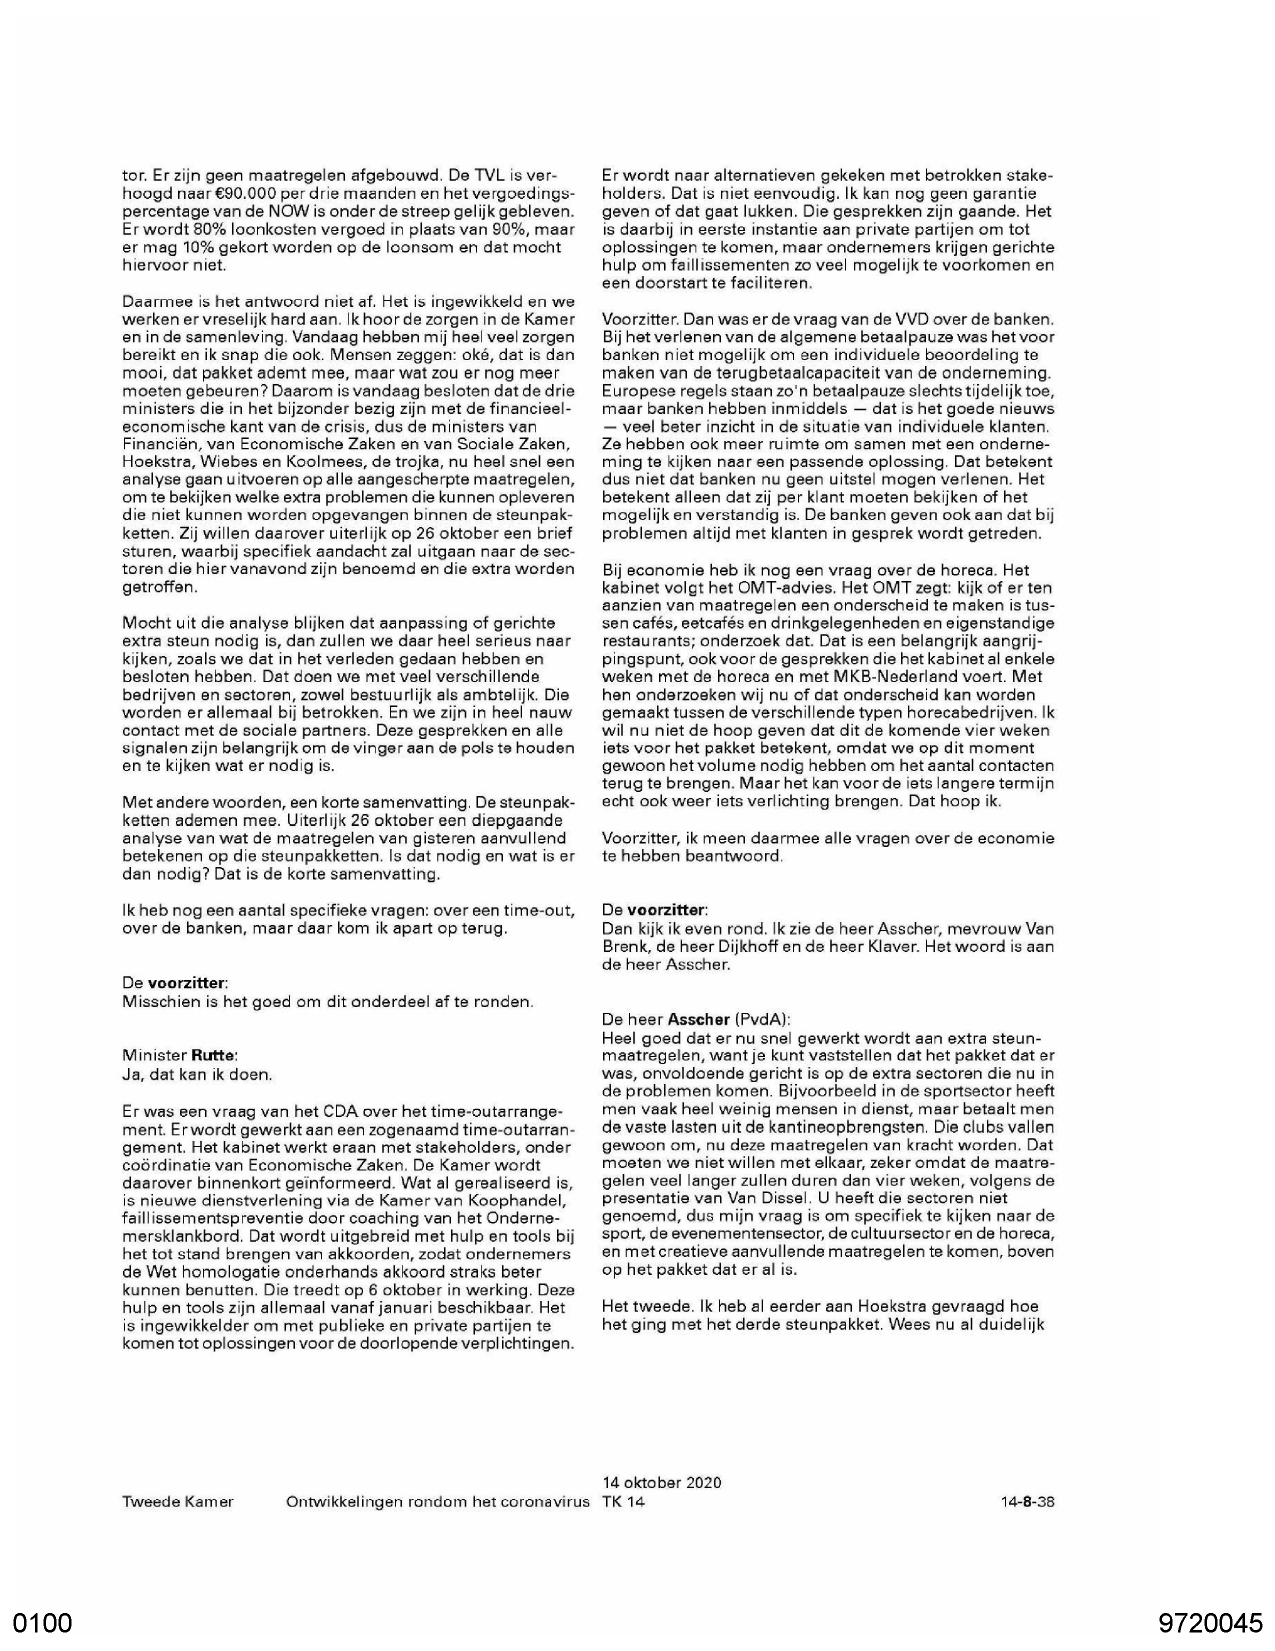 tor. Er zijn geen maatregelen afgebouwd. De TVL is ver-
hoogd naar €90.000 per drie maanden en het vergoedings-
percentage van de NOW is onder de streep gelijk gebleven.
Er wordt 80% loonkosten vergoed in plaats van 90%, maar
er mag 10% gekort worden op de loonsom en dat mocht
hiervoor niet.

Daarmee is het antwoord niet af. Het is ingewikkeld en we
werken er vreselijk hard aan. Ik hoor de zorgen in de Kamer
en in de samenleving. Vandaag hebben mij heel veel zorgen
bereikt en ik snap die ook. Mensen zeggen: oké, dat is dan
mooi, dat pakket ademt mee, maar wat zou er nog meer
moeten gebeuren? Daarom is vandaag besloten dat de drie
ministers die in het bijzonder bezig zijn met de financieel-
economische kant van de crisis, dus de ministers van
Financiën, van Economische Zaken en van Sociale Zaken,
Hoekstra, Wiebes en Koolmees, de trojka, nu heel snel een
analyse gaan uitvoeren op alle aangescherpte maatregelen,
om te bekijken welke extra problemen die kunnen opleveren
die niet kunnen worden opgevangen binnen de steunpak-
ketten. Zij willen daarover uiterlijk op 26 oktober een brief
sturen, waarbij specifiek aandacht zal uitgaan naar de sec-
toren die hier vanavond zijn benoemd en die extra worden
getroffen.

Mocht uit die analyse blijken dat aanpassing of gerichte
extra steun nodig is, dan zullen we daar heel serieus naar
kijken, zoals we dat in het verleden gedaan hebben en
besloten hebben. Dat doen we met veel verschillende
bedrijven en sectoren, zowel bestuurlijk als ambtelijk. Die
worden er allemaal bij betrokken. En we zijn in heel nauw
contact met de sociale partners. Deze gesprekken en alle
signalen zijn belangrijk om de vinger aan de pols te houden
en te kijken wat er nodig is.

Met andere woorden, een korte samenvatting. De steunpak-
ketten ademen mee. Uiterlijk 26 oktober een diepgaande
analyse van wat de maatregelen van gisteren aanvullend
betekenen op die steunpakketten. Is dat nodig en wat is er
dan nodig? Dat is de korte samenvatting.

Ik heb nog een aantal specifieke vragen: over een time-out,
over de banken, maar daar kom ik apart op terug.

De voorzitter:
Misschien is het goed om dit onderdeel af te ronden.

Minister Rutte:
Ja, dat kan ik doen.

Er was een vraag van het CDA over het time-outarrange-
ment. Er wordt gewerkt aan een zogenaamd time-outarran-
gement. Het kabinet werkt eraan met stakeholders, onder
coördinatie van Economische Zaken. De Kamer wordt
daarover binnenkort geïnformeerd. Wat al gerealiseerd is,
is nieuwe dienstverlening via de Kamer van Koophandel,
faillissementspreventie door coaching van het Onderne-
mersklankbord. Dat wordt uitgebreid met hulp en tools bij
het tot stand brengen van akkoorden, zodat ondernemers
de Wet homologatie onderhands akkoord straks beter
kunnen benutten. Die treedt op 6 oktober in werking. Deze
hulp en tools zijn allemaal vanaf januari beschikbaar. Het
is ingewikkelder om met publieke en private partijen te
komen tot oplossingen voor de doorlopende verplichtingen.

Er wordt naar alternatieven gekeken met betrokken stake-
holders. Dat is niet eenvoudig. Ik kan nog geen garantie
geven of dat gaat lukken. Die gesprekken zijn gaande. Het
is daarbij in eerste instantie aan private partijen om tot
oplossingen te komen, maar ondernemers krijgen gerichte
hulp om faillissementen zo veel mogelijk te voorkomen en
een doorstart te faciliteren.

Voorzitter. Dan was er de vraag van de VVD over de banken.
Bij het verlenen van de algemene betaalpauze was het voor
banken niet mogelijk om een individuele beoordeling te
maken van de terugbetaalcapaciteit van de onderneming.
Europese regels staan zo'n betaalpauze slechts tijdelijk toe,
maar banken hebben inmiddels — dat is het goede nieuws
— veel beter inzicht in de situatie van individuele klanten.
Ze hebben ook meer ruimte om samen met een onderne-
ming te kijken naar een passende oplossing. Dat betekent
dus niet dat banken nu geen uitstel mogen verlenen. Het
betekent alleen dat zij per klant moeten bekijken of het
mogelijk en verstandig is. De banken geven ook aan dat bij
problemen altijd met klanten in gesprek wordt getreden.

Bij economie heb ik nog een vraag over de horeca. Het
kabinet volgt het OMT-advies. Het OMT zegt: kijk of er ten
aanzien van maatregelen een onderscheid te maken is tus-
sen cafés, eetcafés en drinkgelegenheden en eigenstandige
restaurants; onderzoek dat. Dat is een belangrijk aangrij-
pingspunt, ook voor de gesprekken die het kabinet al enkele
weken met de horeca en met MKB-Nederland voert. Met
hen onderzoeken wij nu of dat onderscheid kan worden
gemaakt tussen de verschillende typen horecabedrijven. Ik
wil nu niet de hoop geven dat dit de komende vier weken
iets voor het pakket betekent, omdat we op dit moment
gewoon het volume nodig hebben om het aantal contacten
terug te brengen. Maar het kan voor de iets langere termijn
echt ook weer iets verlichting brengen. Dat hoop ik.

Voorzitter, ik meen daarmee alle vragen over de economie
te hebben beantwoord.

De voorzitter:
Dan kijk ik even rond. Ik zie de heer Asscher, mevrouw Van
Brenk, de heer Dijkhoff en de heer Klaver. Het woord is aan
de heer Asscher.

De heer Asscher (PvdA):
Heel goed dat er nu snel gewerkt wordt aan extra steun-
maatregelen, want je kunt vaststellen dat het pakket dat er
was, onvoldoende gericht is op de extra sectoren die nu in
de problemen komen. Bijvoorbeeld in de sportsector heeft
men vaak heel weinig mensen in dienst, maar betaalt men
de vaste lasten uit de kantineopbrengsten. Die clubs vallen
gewoon om, nu deze maatregelen van kracht worden. Dat
moeten we niet willen met elkaar, zeker omdat de maatre-
gelen veel langer zullen duren dan vier weken, volgens de
presentatie van Van Dissel. U heeft die sectoren niet
genoemd, dus mijn vraag is om specifiek te kijken naar de
sport, de evenementensector, de cultuursector en de horeca,
en met creatieve aanvullende maatregelen te komen, boven
op het pakket dat er al is.

Het tweede. Ik heb al eerder aan Hoekstra gevraagd hoe
het ging met het derde steunpakket. Wees nu al duidelijk

14 oktober 2020
Tweede Kamer Ontwikkelingen rondom het coronavirus TK 14 14-8-38
0100 9720045